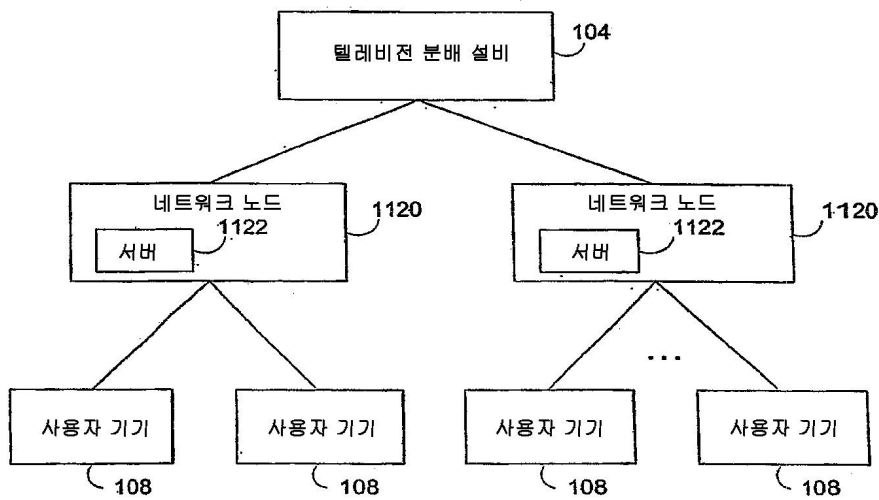 텔레비전 분배 설비
104
네트워크 노드
1120
서버
1122
네트워크 노드
1120
서버
1122
...
사용자 기기
사용자 기기
사용자 기기
사용자 기기
108
108
108
108